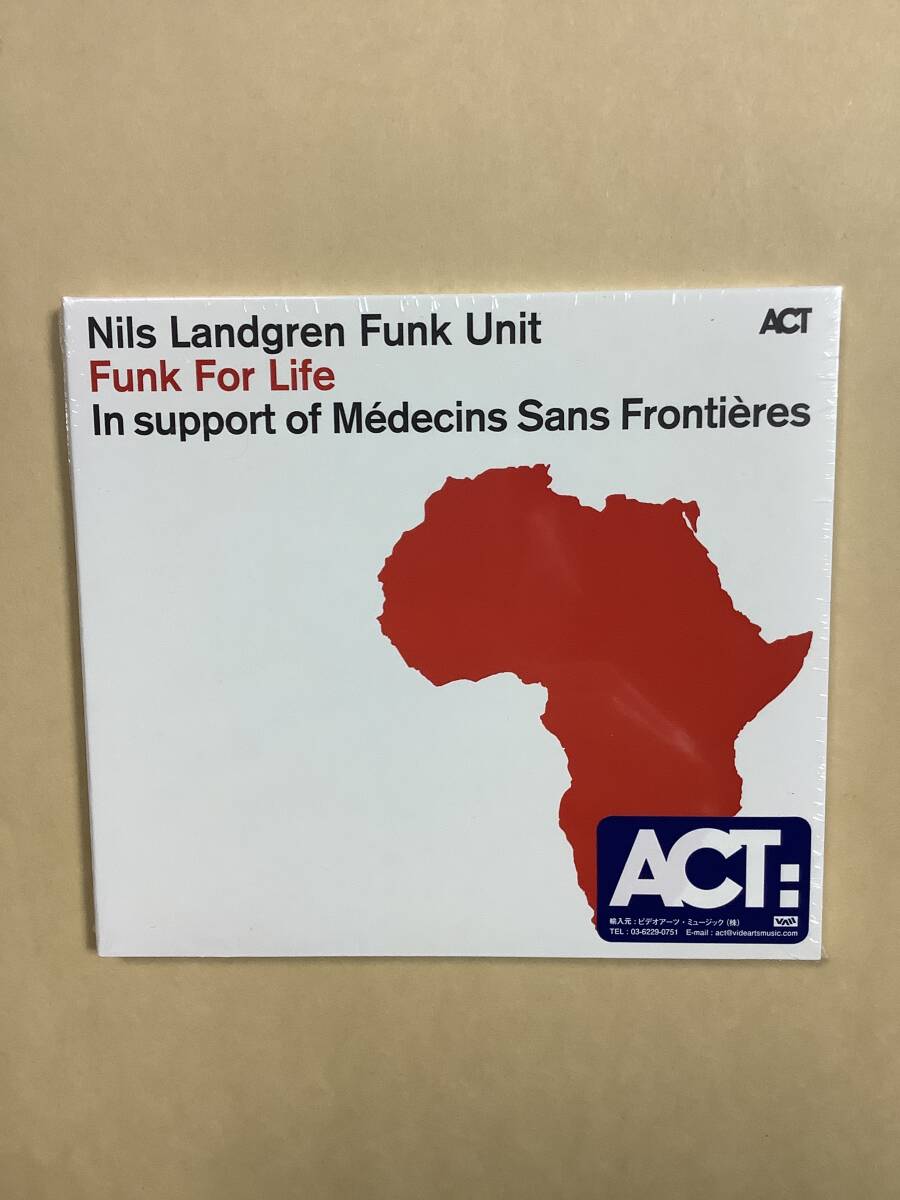 Nils Landgren Funk Unit
ACT
Funk For Life
In support of Médecins Sans Frontières
ACT:
輸入元：ビデオアーツ・ミュージック（株）
TEL : 03-6229-0751 E-mail : act@videartsmusic.com